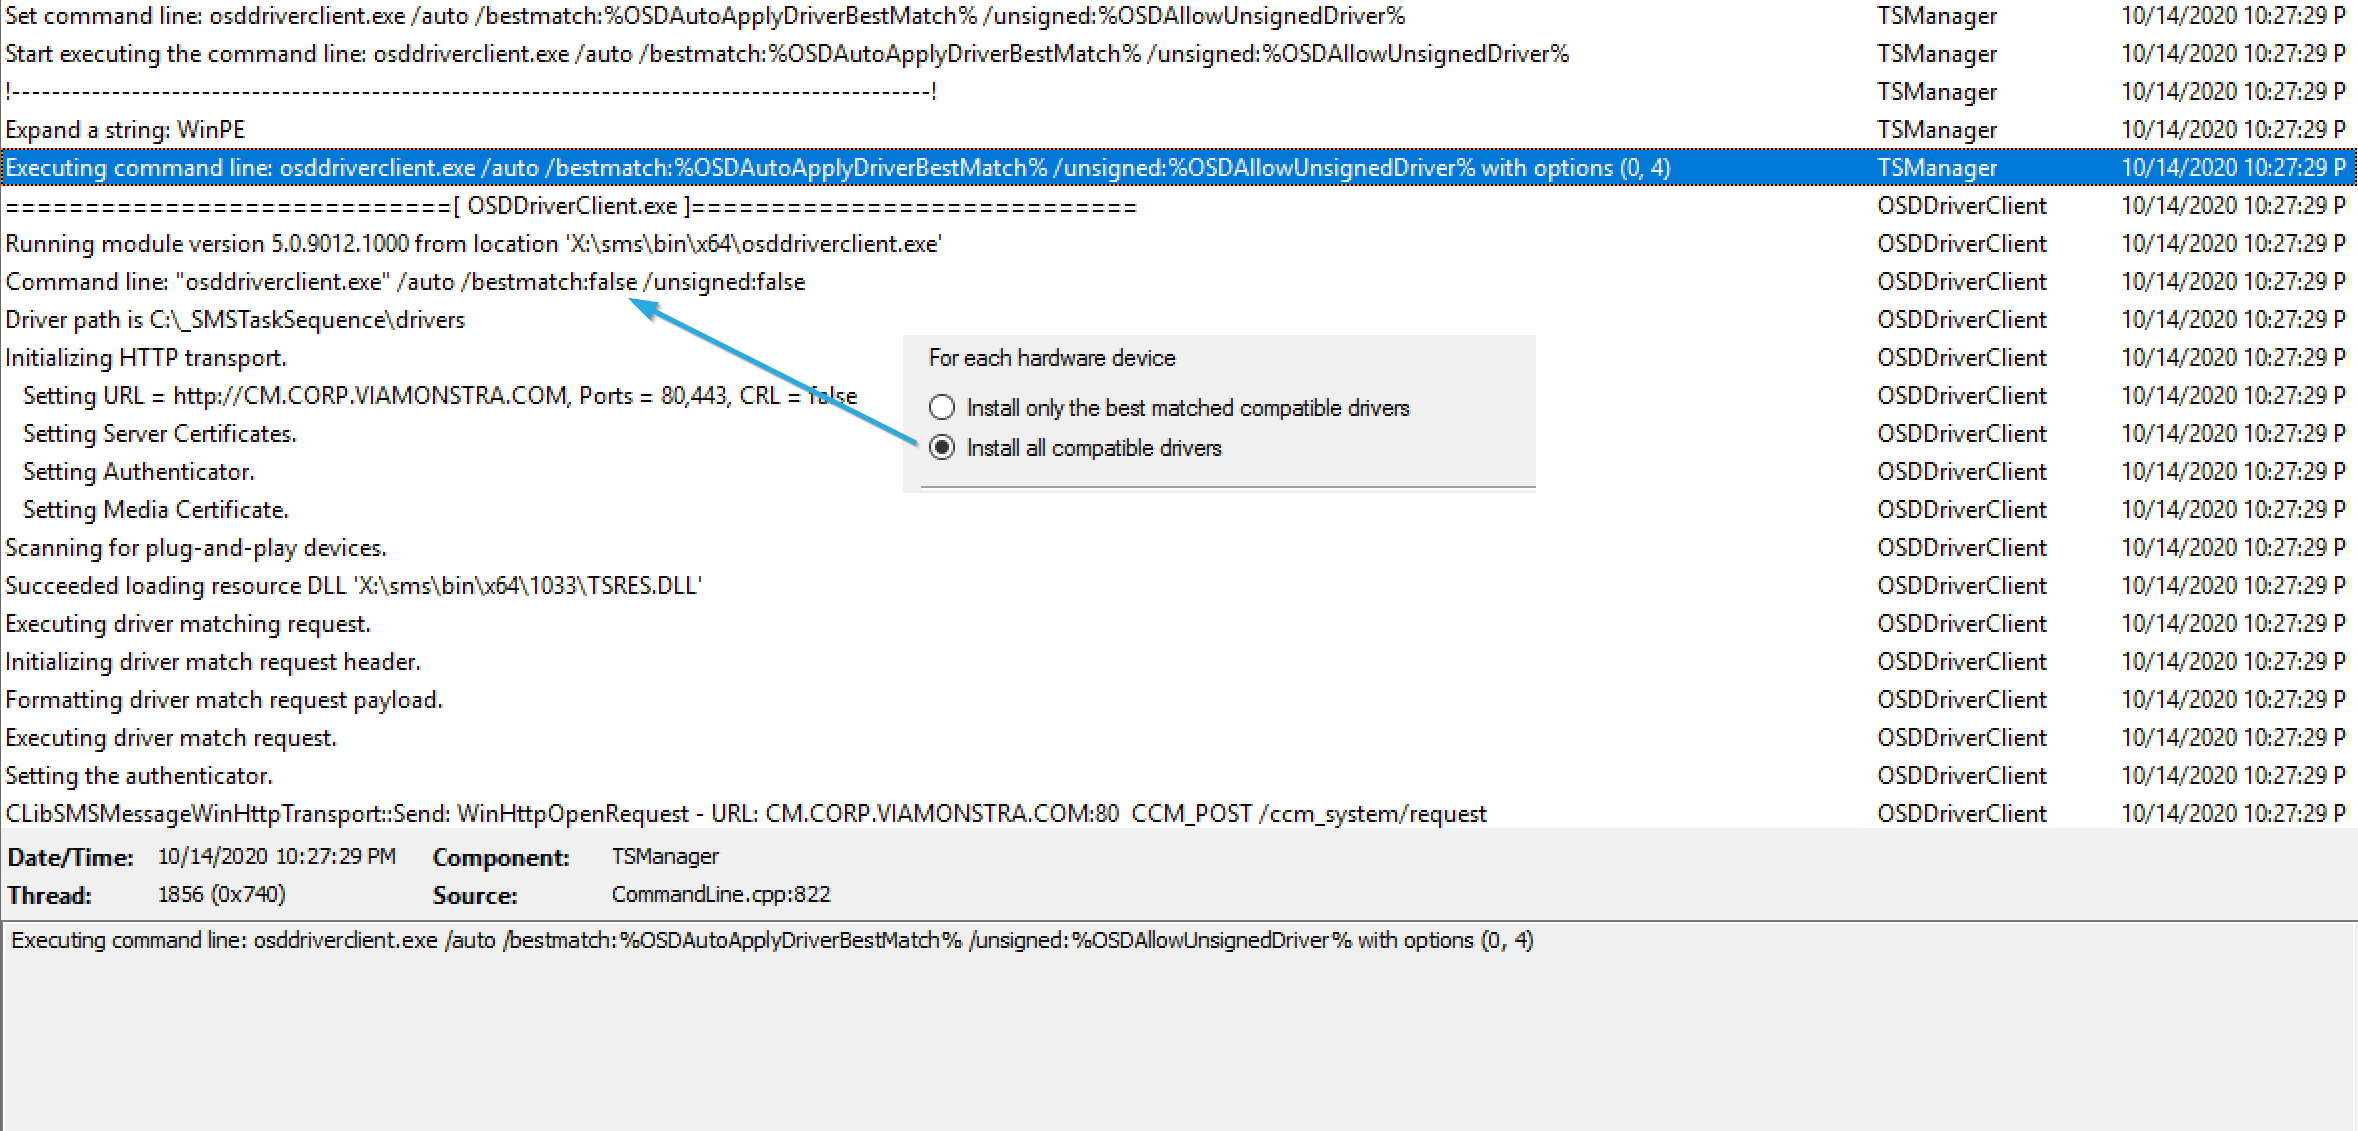 Set command line: osddriverclient.exe /auto /bestmatch:%OSDAutoApplyDriverBestMatch% /unsigned:%OSDAllowUnsignedDriver% TSManager 10/14/2020 10:27:29 P
Start executing the command line: osddriverclient.exe /auto /bestmatch:%OSDAutoApplyDriverBestMatch% /unsigned:%OSDAllowUnsignedDriver% TSManager 10/14/2020 10:27:29 P
!--------------------------------------------------------------------------------------------! TSManager 10/14/2020 10:27:29 P
Expand a string: WinPE TSManager 10/14/2020 10:27:29 P
Executing command line: osddriverclient.exe /auto /bestmatch:%OSDAutoApplyDriverBestMatch% /unsigned:%OSDAllowUnsignedDriver% with options (0, 4) TSManager 10/14/2020 10:27:29 P
============================[ OSDDriverClient.exe ]============================ OSDDriverClient 10/14/2020 10:27:29 P
Running module version 5.0.9012.1000 from location 'X:\sms\bin\x64\osddriverclient.exe' OSDDriverClient 10/14/2020 10:27:29 P
Command line: "osddriverclient.exe" /auto /bestmatch:false /unsigned:false OSDDriverClient 10/14/2020 10:27:29 P
Driver path is C:\_SMSTaskSequence\drivers OSDDriverClient 10/14/2020 10:27:29 P
Initializing HTTP transport. For each hardware device OSDDriverClient 10/14/2020 10:27:29 P
Setting URL = http://CM.CORP.VIAMONSTRA.COM, Ports = 80,443, CRL = false OSDDriverClient 10/14/2020 10:27:29 P
Install only the best matched compatible drivers
Setting Server Certificates. Install all compatible drivers OSDDriverClient 10/14/2020 10:27:29 P
Setting Authenticator. OSDDriverClient 10/14/2020 10:27:29 P
Setting Media Certificate. OSDDriverClient 10/14/2020 10:27:29 P
Scanning for plug-and-play devices. OSDDriverClient 10/14/2020 10:27:29 P
Succeeded loading resource DLL 'X:\sms\bin\x64\1033\TSRES.DLL' OSDDriverClient 10/14/2020 10:27:29 P
Executing driver matching request. OSDDriverClient 10/14/2020 10:27:29 P
Initializing driver match request header. OSDDriverClient 10/14/2020 10:27:29 P
Formatting driver match request payload. OSDDriverClient 10/14/2020 10:27:29 P
Executing driver match request. OSDDriverClient 10/14/2020 10:27:29 P
Setting the authenticator. OSDDriverClient 10/14/2020 10:27:29 P
CLibSMSMessageWinHttpTransport::Send: WinHttpOpenRequest - URL: CM.CORP.VIAMONSTRA.COM:80  CCM_POST /ccm_system/request OSDDriverClient 10/14/2020 10:27:29 P
Date/Time: 10/14/2020 10:27:29 PM Component: TSManager
Thread: 1856 (0x740) Source: CommandLine.cpp:822
Executing command line: osddriverclient.exe /auto /bestmatch:%OSDAutoApplyDriverBestMatch% /unsigned:%OSDAllowUnsignedDriver% with options (0, 4)